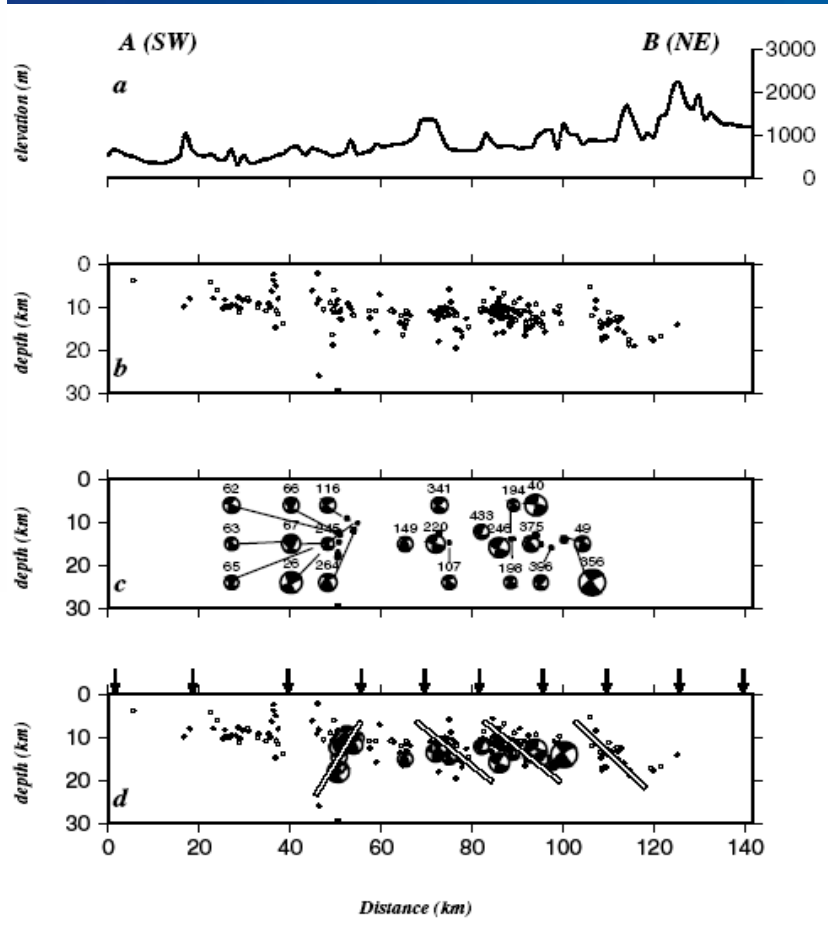 A (SW) B (NE)
3000
a
2000
elevation (m)
1000
0
0
10
depth (km)
20
b
30
0
62 66 116 341 194 40
10
433
63 67 245 149 220 246 375 49
depth (km)
20
65 26 264 107 198 396 356
c
30
0
10
depth (km)
20
d
30
0 20 40 60 80 100 120 140
Distance (km)